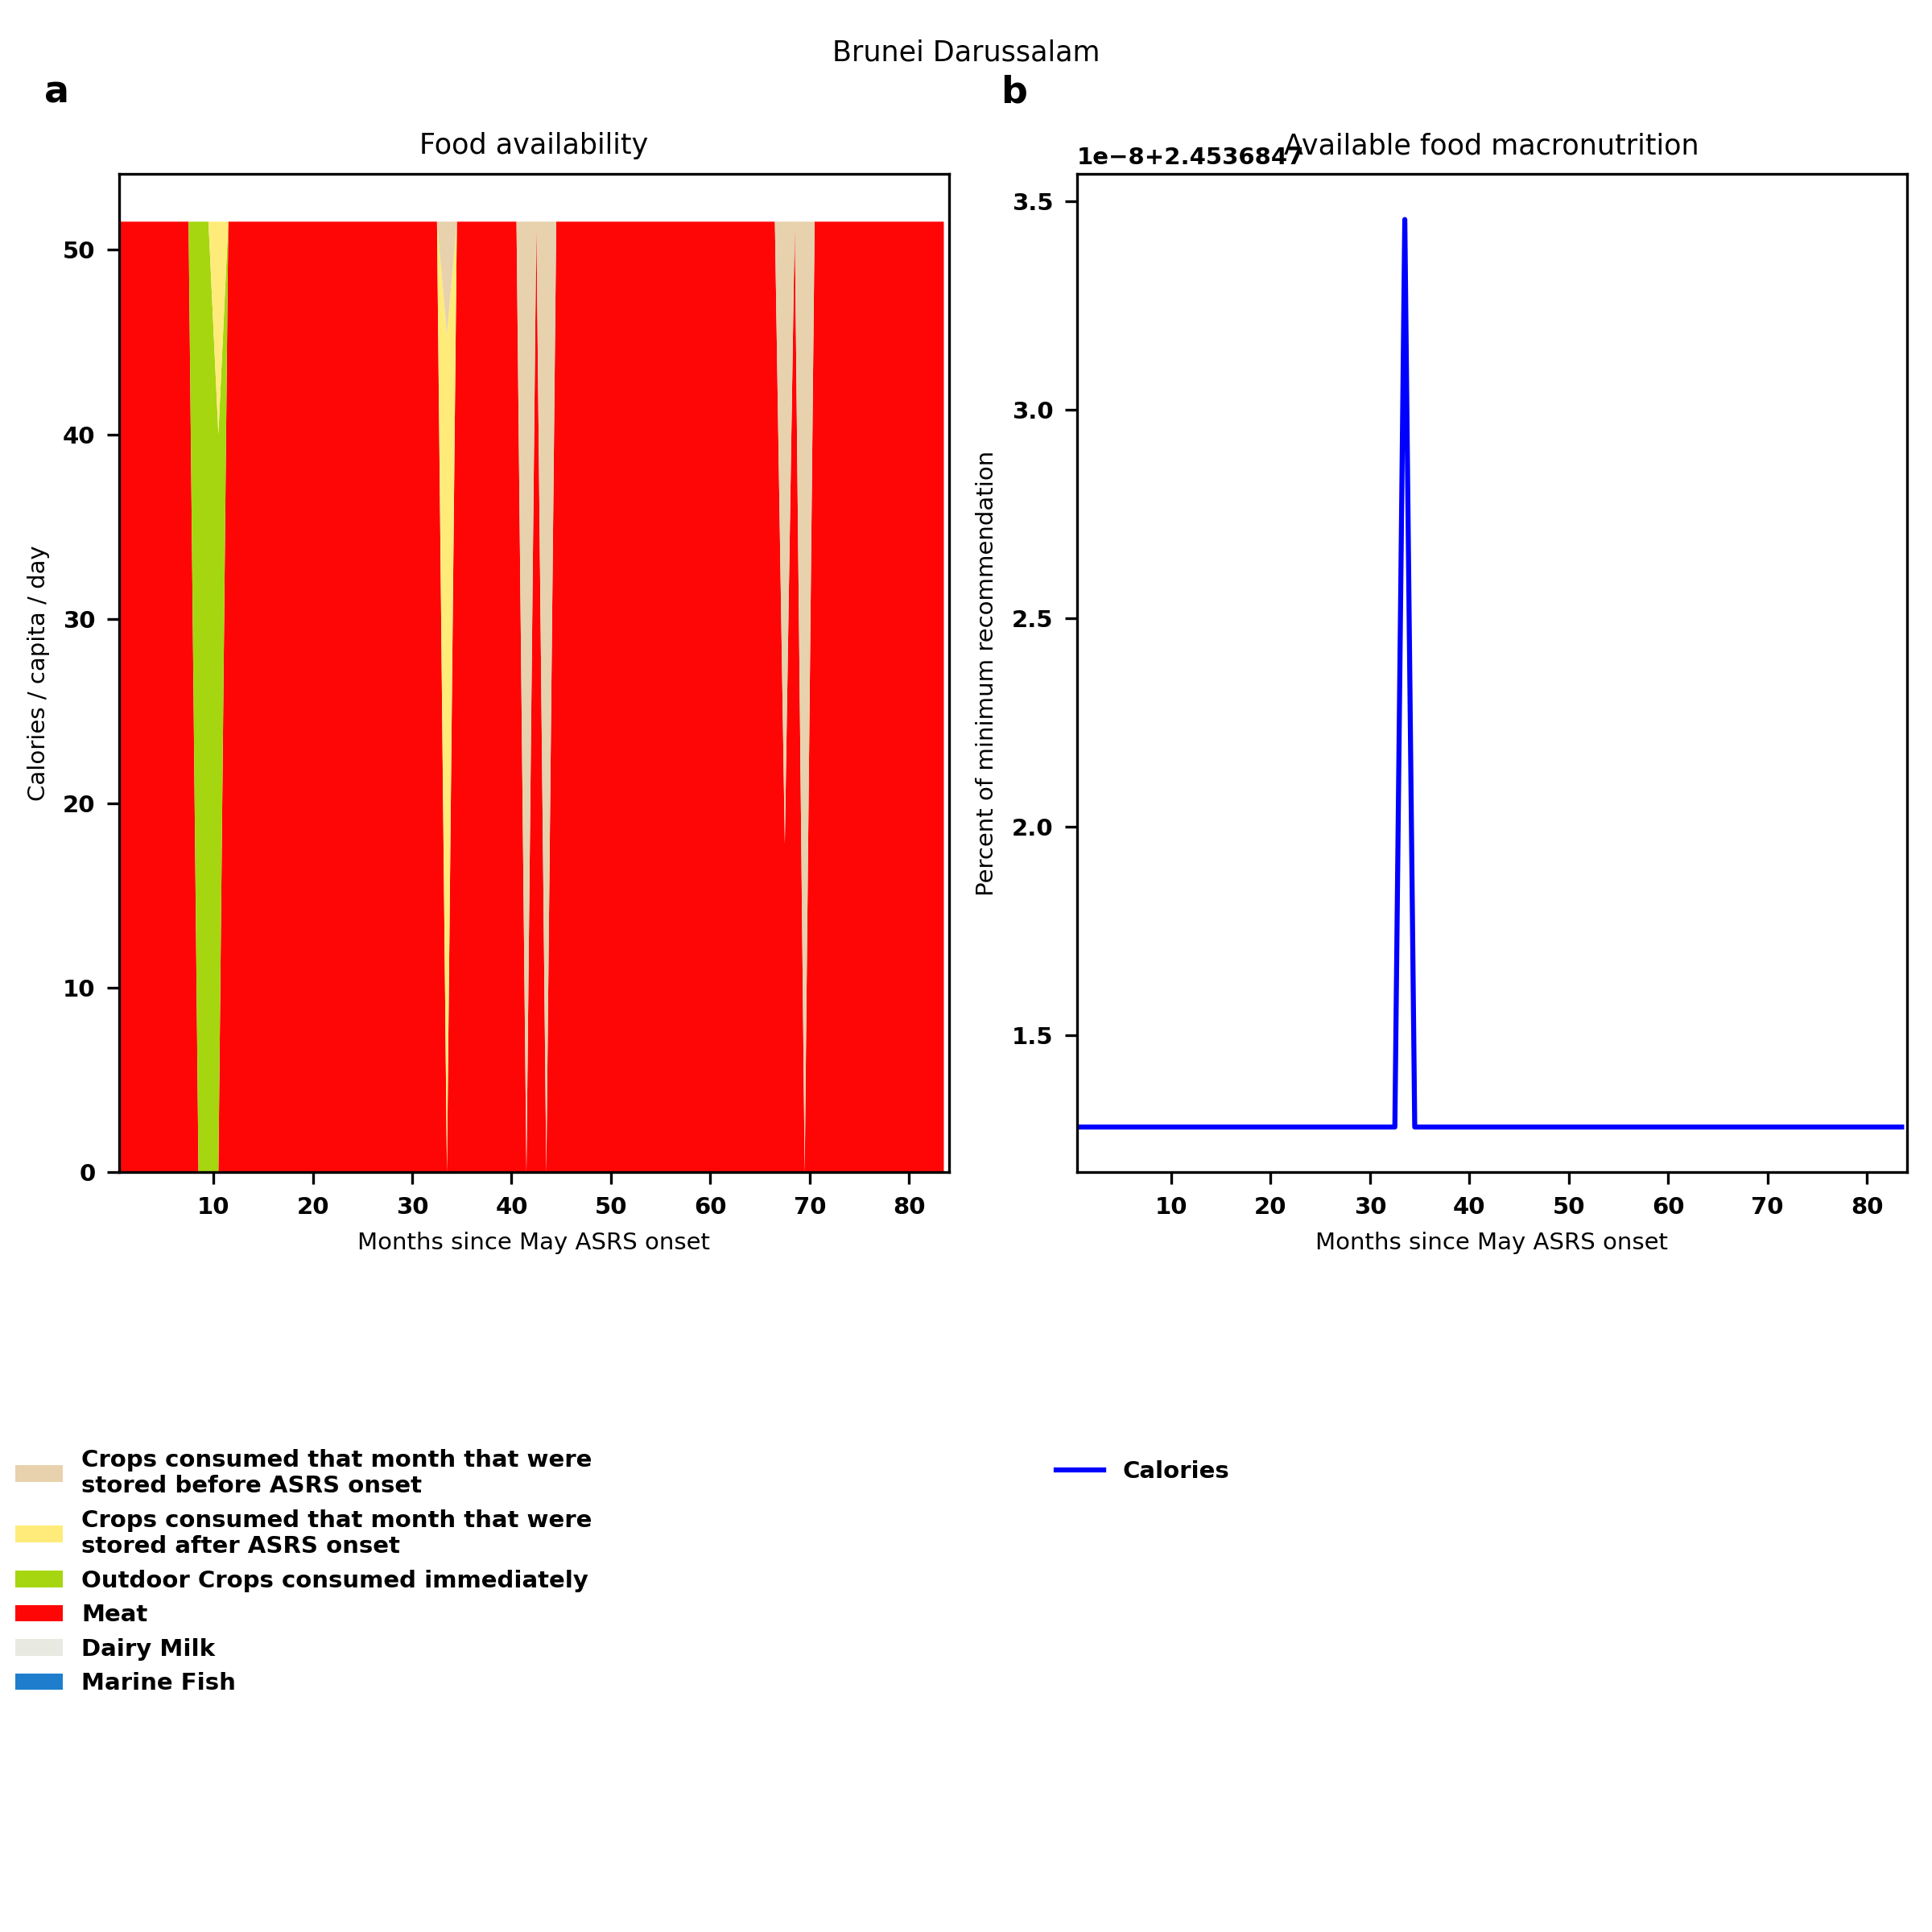 Brunei Darussalam
a
b
Food availability
Available food macronutrition
1e−8+2.4536847
Calories / capita / day
50
40
30
20
10
0
10 20 30 40 50 60 70 80
Months since May ASRS onset
Percent of minimum recommendation
3.5
3.0
2.5
2.0
1.5
10 20 30 40 50 60 70 80
Months since May ASRS onset
Crops consumed that month that were
stored before ASRS onset
Crops consumed that month that were
stored after ASRS onset
Outdoor Crops consumed immediately
Meat
Dairy Milk
Marine Fish
Calories